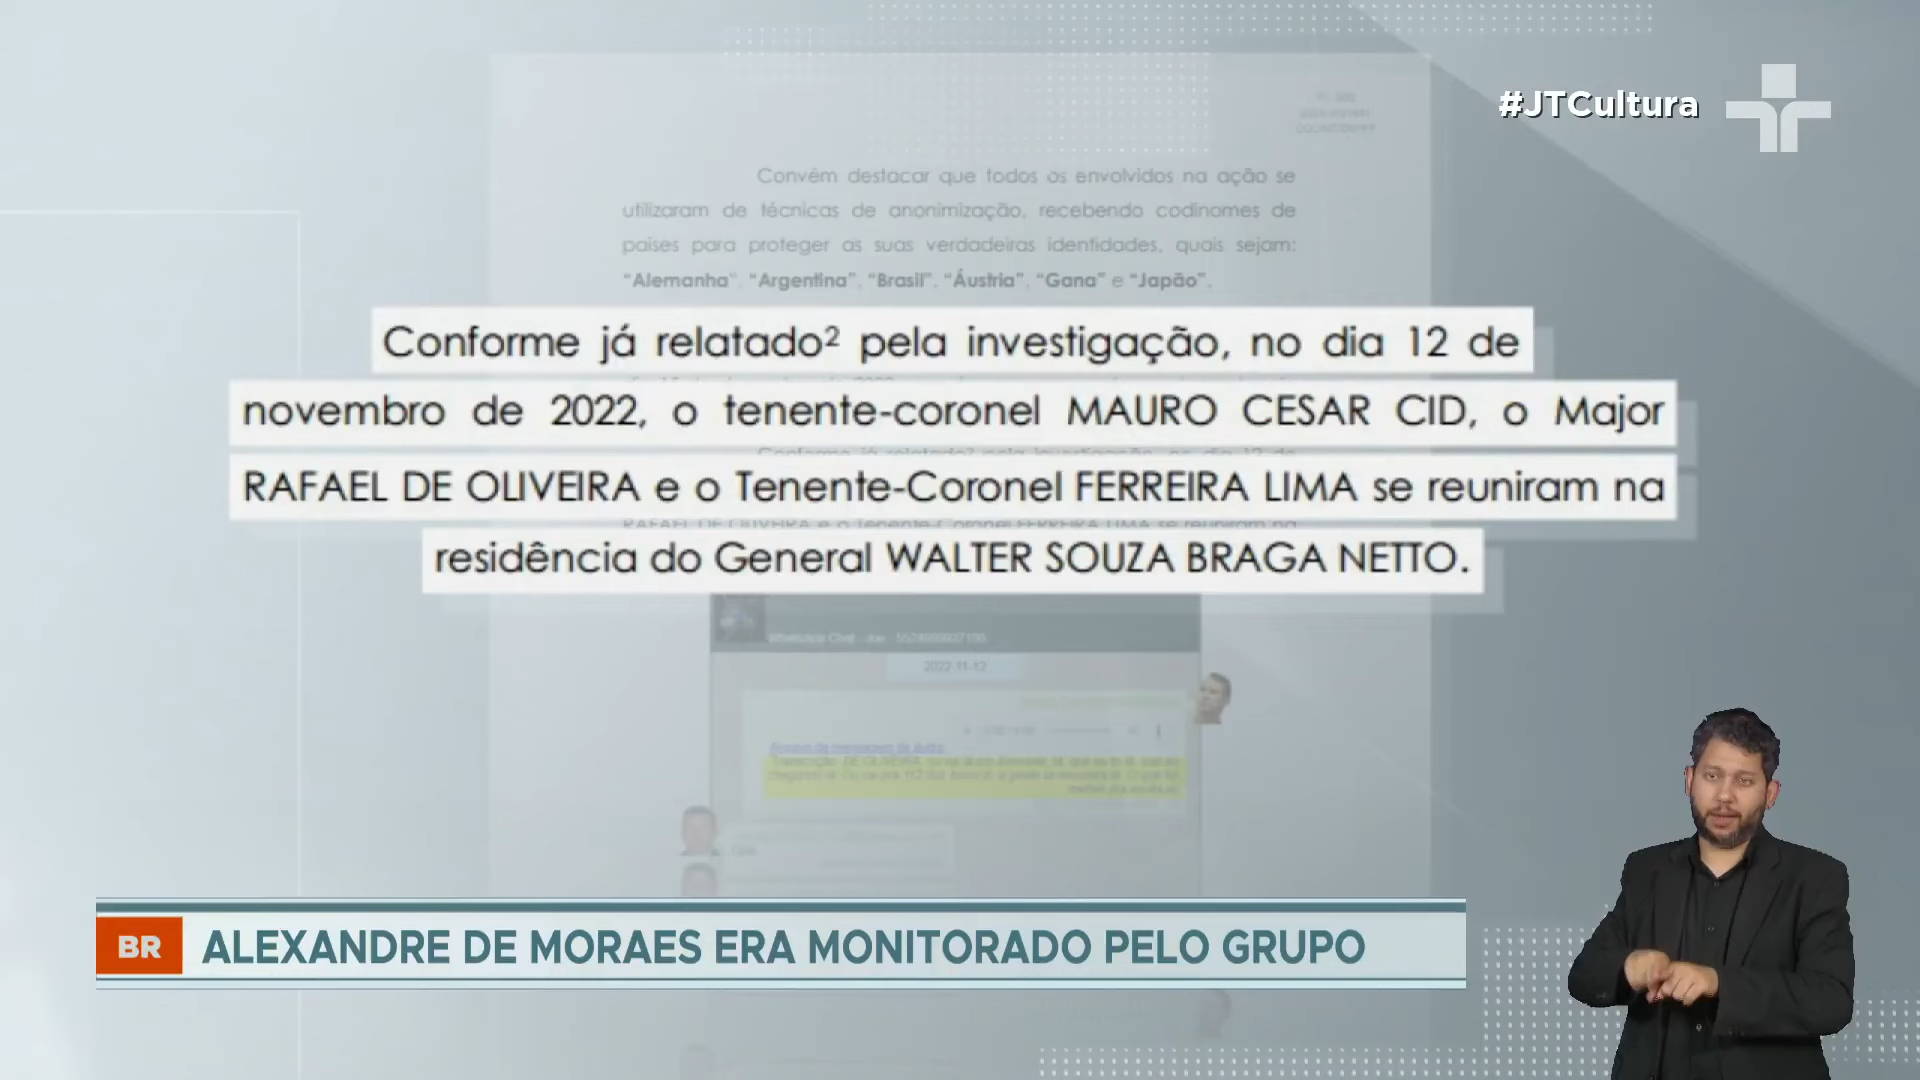 #JTCultura
Convém destacar que todos os envolvidos na ação se
utilizaram de técnicas de anonimização, recebendo codinomes de
países para proteger as suas verdadeiras identidades, quais sejam:
“Alemanha”, “Argentina”, “Brasil”, “Áustria”, “Gana” e “Japão”.
Conforme já relatado² pela investigação, no dia 12 de
novembro de 2022, o tenente-coronel MAURO CESAR CID, o Major
RAFAEL DE OLIVEIRA e o Tenente-Coronel FERREIRA LIMA se reuniram na
residência do General WALTER SOUZA BRAGA NETTO.
2022-11-12
BR ALEXANDRE DE MORAES ERA MONITORADO PELO GRUPO